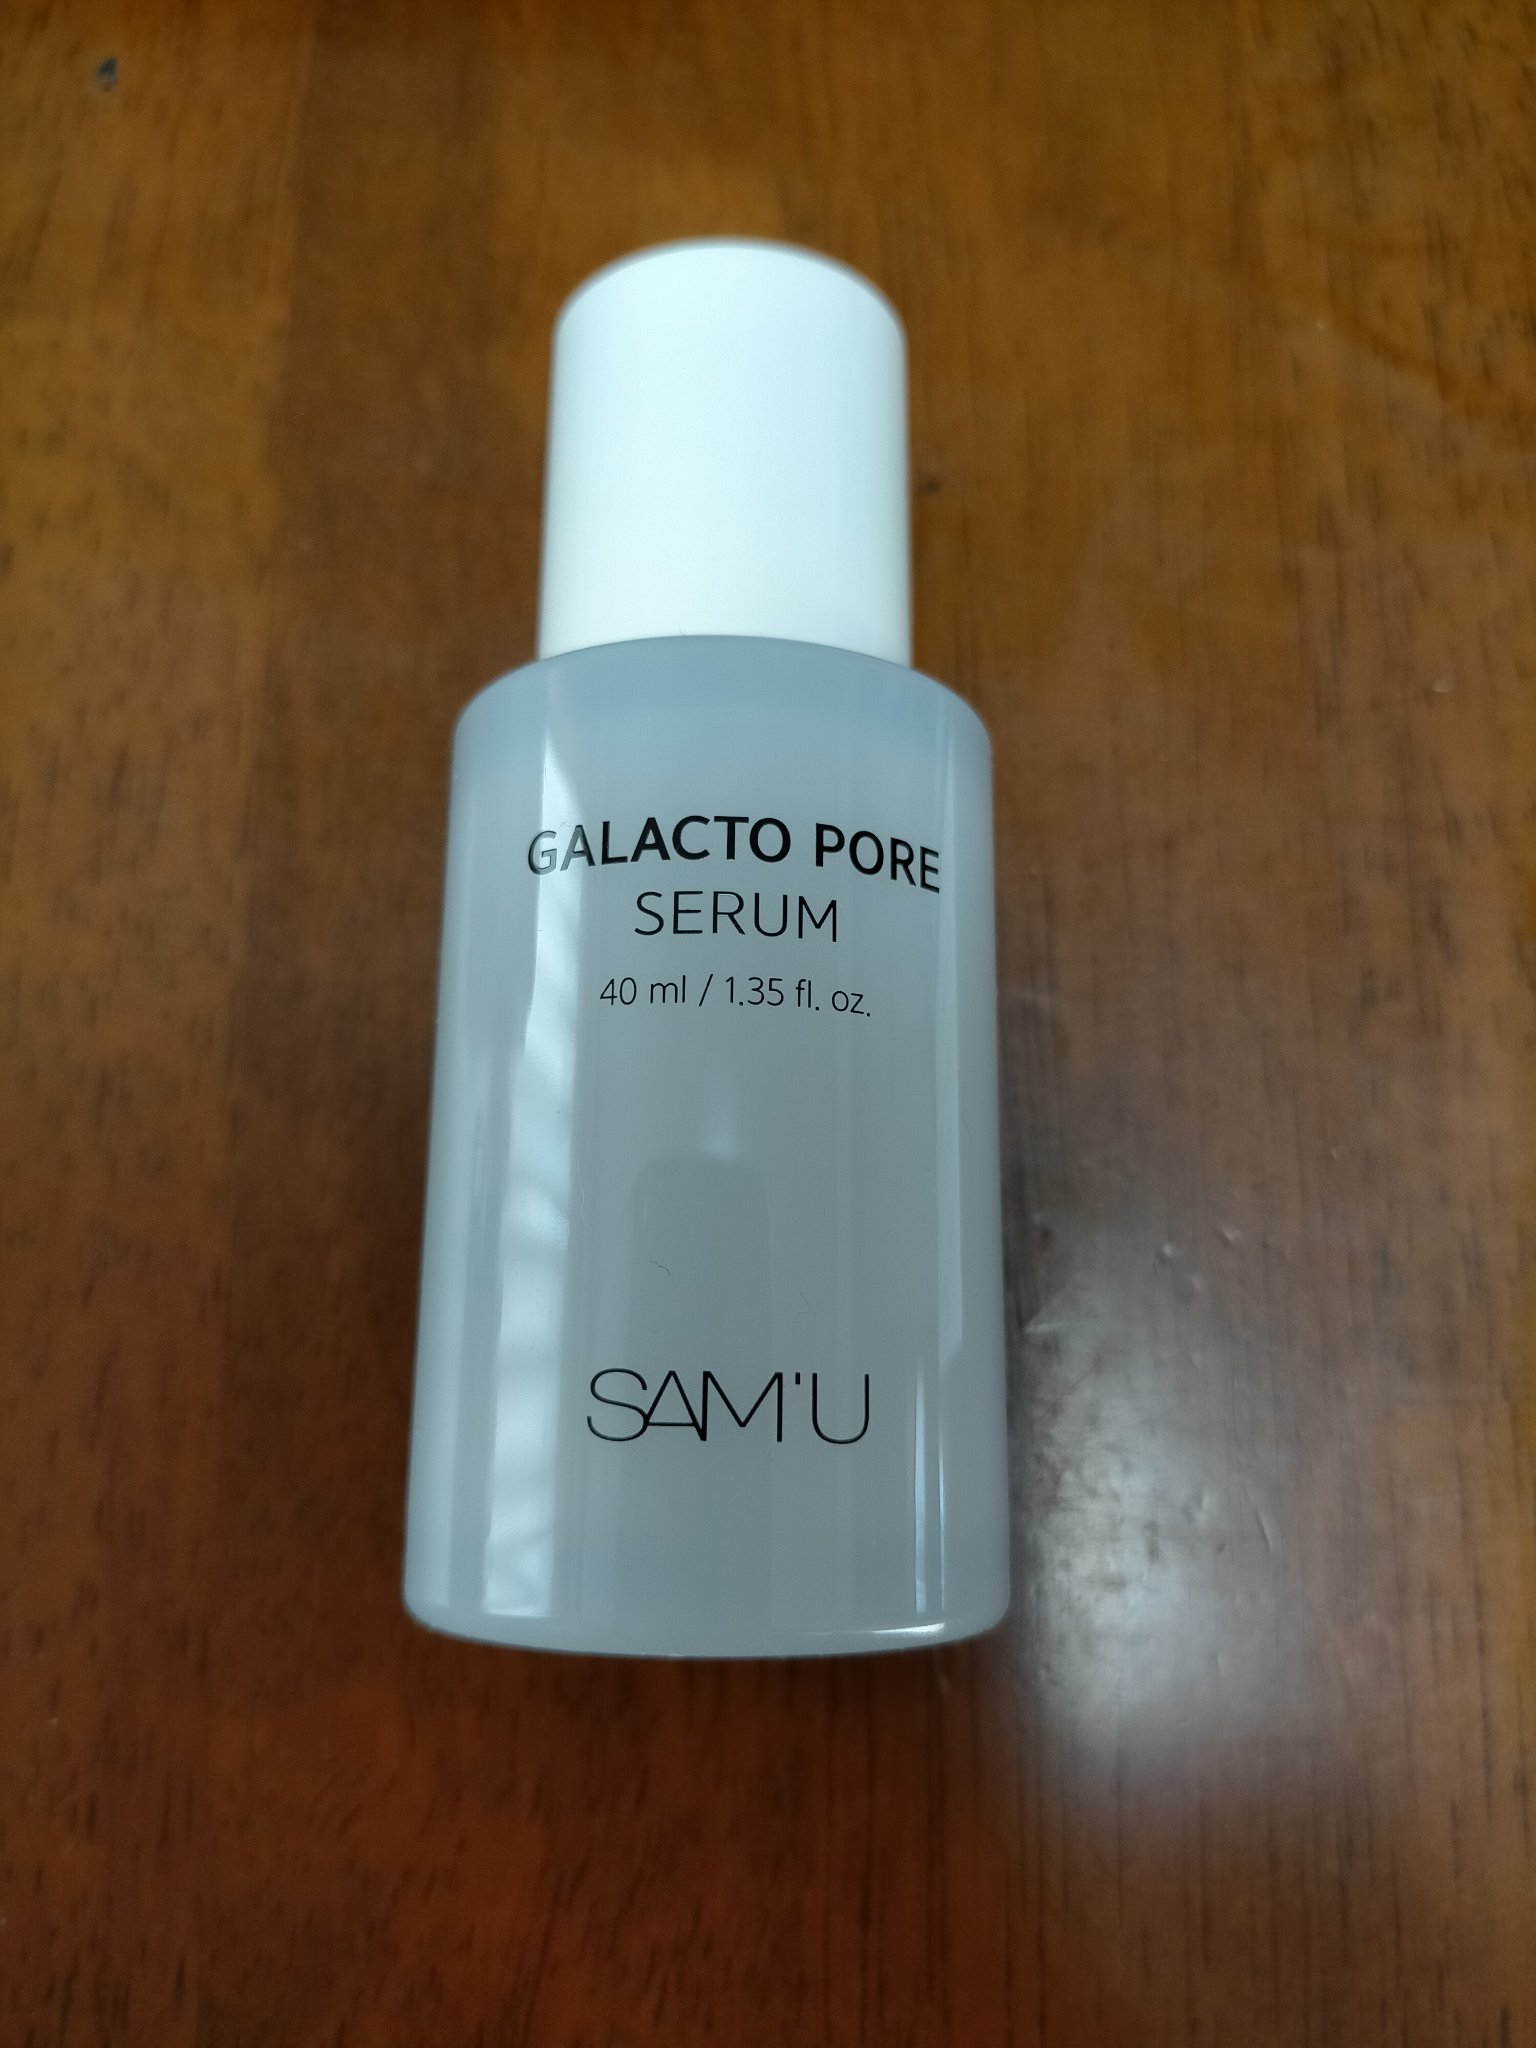 GALACTO PORE
SERUM
40 ml / 1.35 fl. oz.
SAM'U